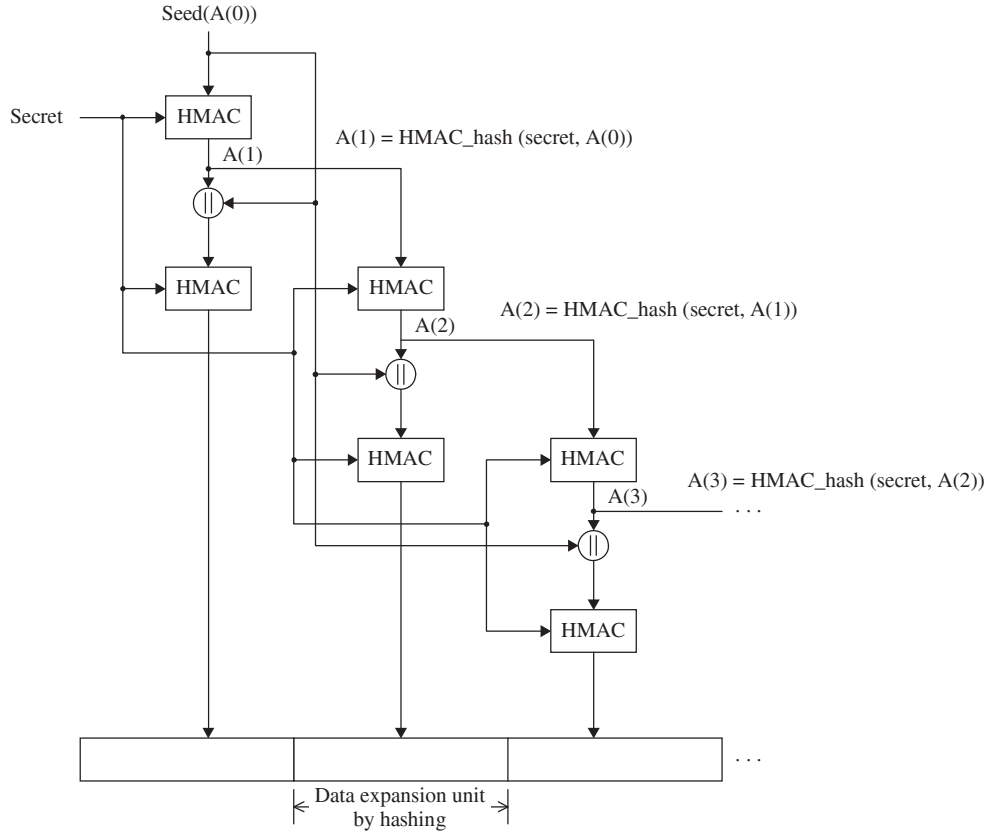 Seed(A(0))
Secret
HMAC
A(1) = HMAC_hash (secret, A(0))
A(1)
||
HMAC
HMAC
A(2) = HMAC_hash (secret, A(1))
A(2)
||
HMAC
HMAC
A(3) = HMAC_hash (secret, A(2))
A(3)
. . .
||
HMAC
. . .
Data expansion unit
by hashing